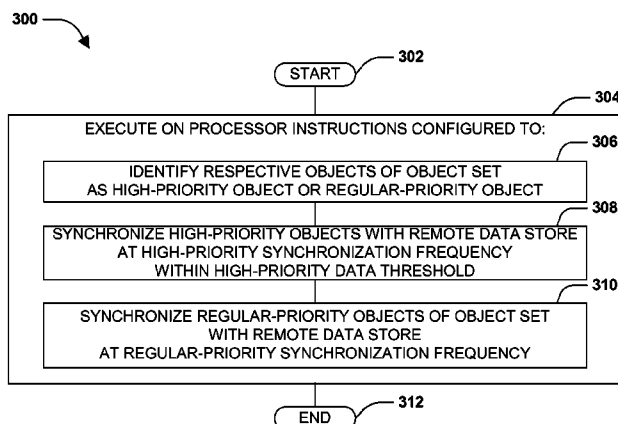 300
302
START
304
EXECUTE ON PROCESSOR INSTRUCTIONS CONFIGURED TO:
306
IDENTIFY RESPECTIVE OBJECTS OF OBJECT SET
AS HIGH-PRIORITY OBJECT OR REGULAR-PRIORITY OBJECT
308
SYNCHRONIZE HIGH-PRIORITY OBJECTS WITH REMOTE DATA STORE
AT HIGH-PRIORITY SYNCHRONIZATION FREQUENCY
WITHIN HIGH-PRIORITY DATA THRESHOLD
310
SYNCHRONIZE REGULAR-PRIORITY OBJECTS OF OBJECT SET
WITH REMOTE DATA STORE
AT REGULAR-PRIORITY SYNCHRONIZATION FREQUENCY
312
END